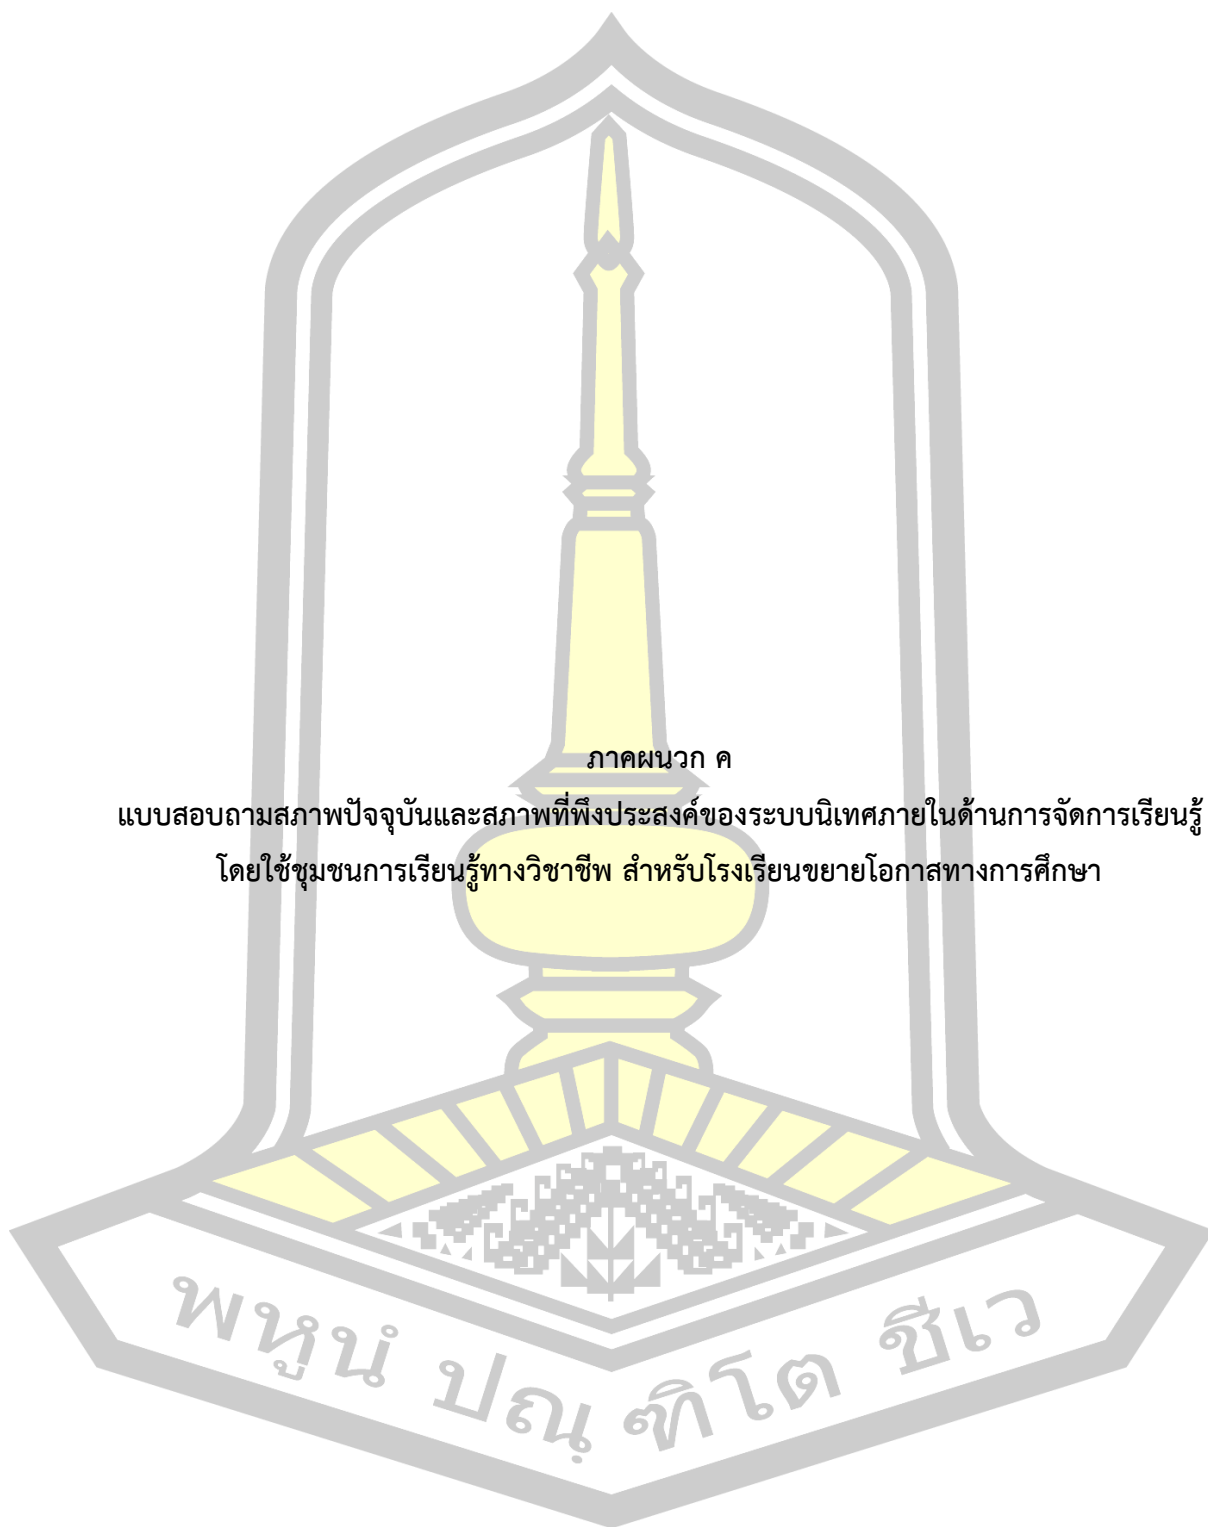 ภาคผนวก ค
แบบสอบถามสภาพปัจจุบันและสภาพที่พึงประสงค์ของระบบนิเทศภายในด้านการจัดการเรียนรู้
โดยใช้ชุมชนการเรียนรู้ทางวิชาชีพ สำหรับโรงเรียนขยายโอกาสทางการศึกษา
พหูนํ ปณฺฑิโต ชีเว